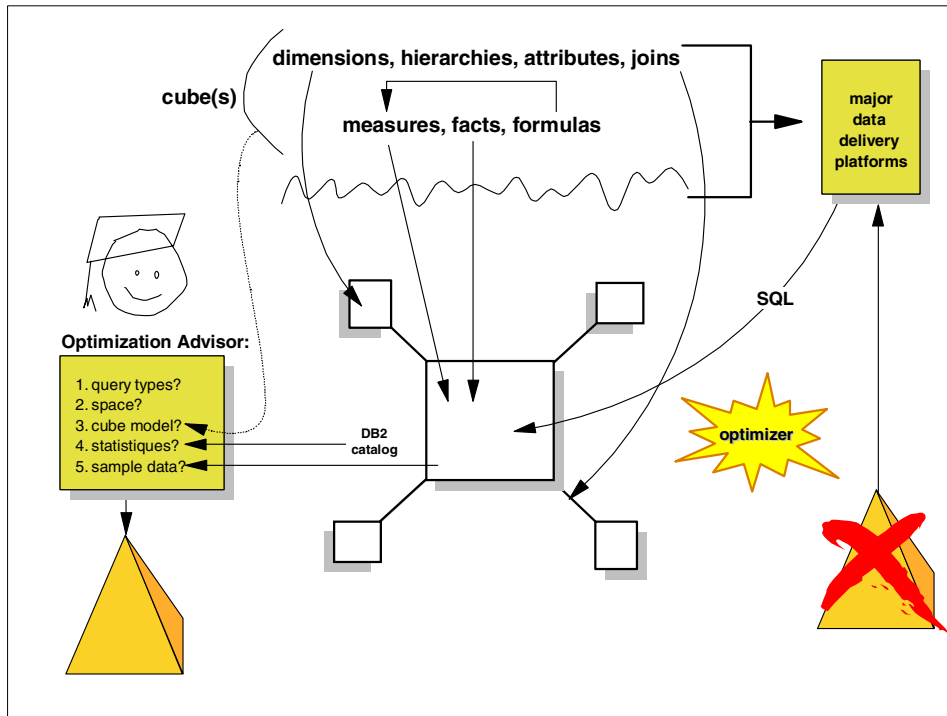 dimensions, hierarchies, attributes, joins
cube(s)
measures, facts, formulas
major
data
delivery
platforms
SQL
Optimization Advisor:
1. query types?
2. space?
3. cube model?
4. statistiques?
5. sample data?
DB2
catalog
optimizer